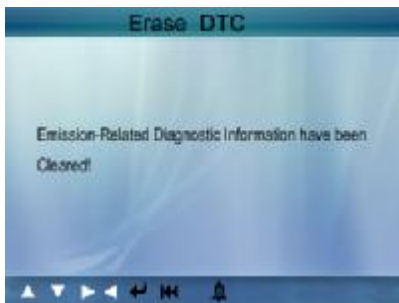 Erase DTC
Emission-Related Diagnostic Information have been
Cleared!